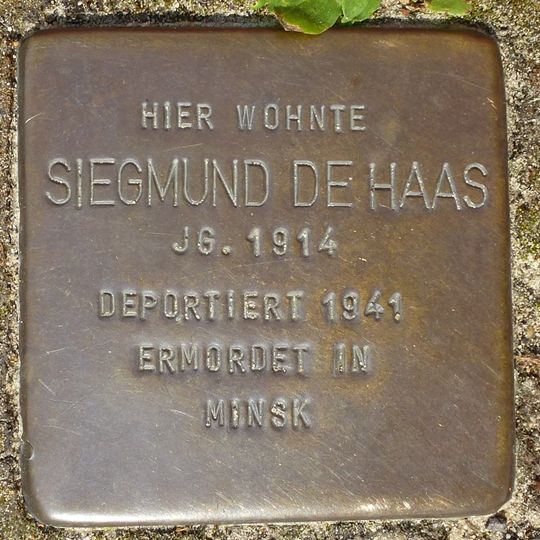 HIER WOHNTE
SIEGMUND DE HAAS
JG. 1914
DEPORTIERT 1941
ERMORDET IN
MINSK